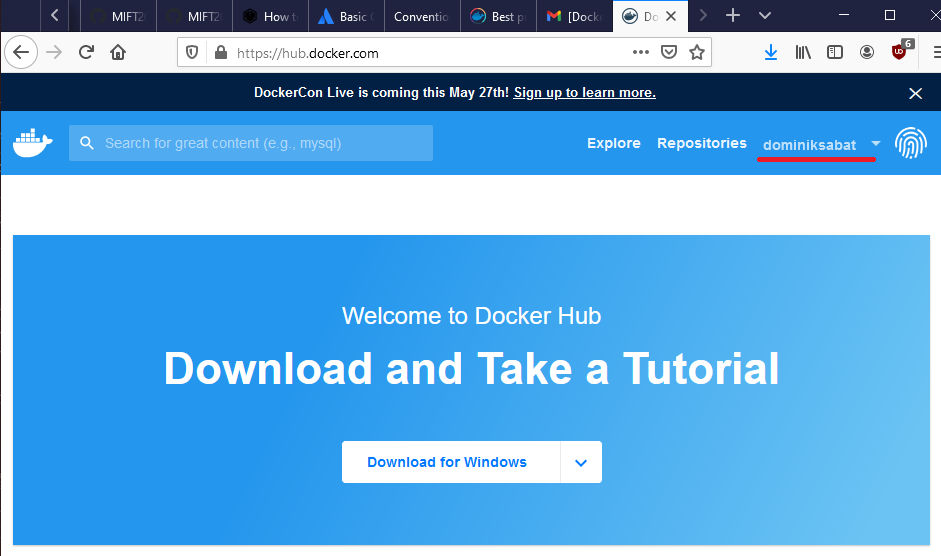 MIFT2
MIFT2
How to
Basic
Conventio
Best p
[Docke
Do
https://hub.docker.com
6
DockerCon Live is coming this May 27th! Sign up to learn more.
Search for great content (e.g., mysql)
Explore
Repositories
dominiksabat
Welcome to Docker Hub
Download and Take a Tutorial
Download for Windows